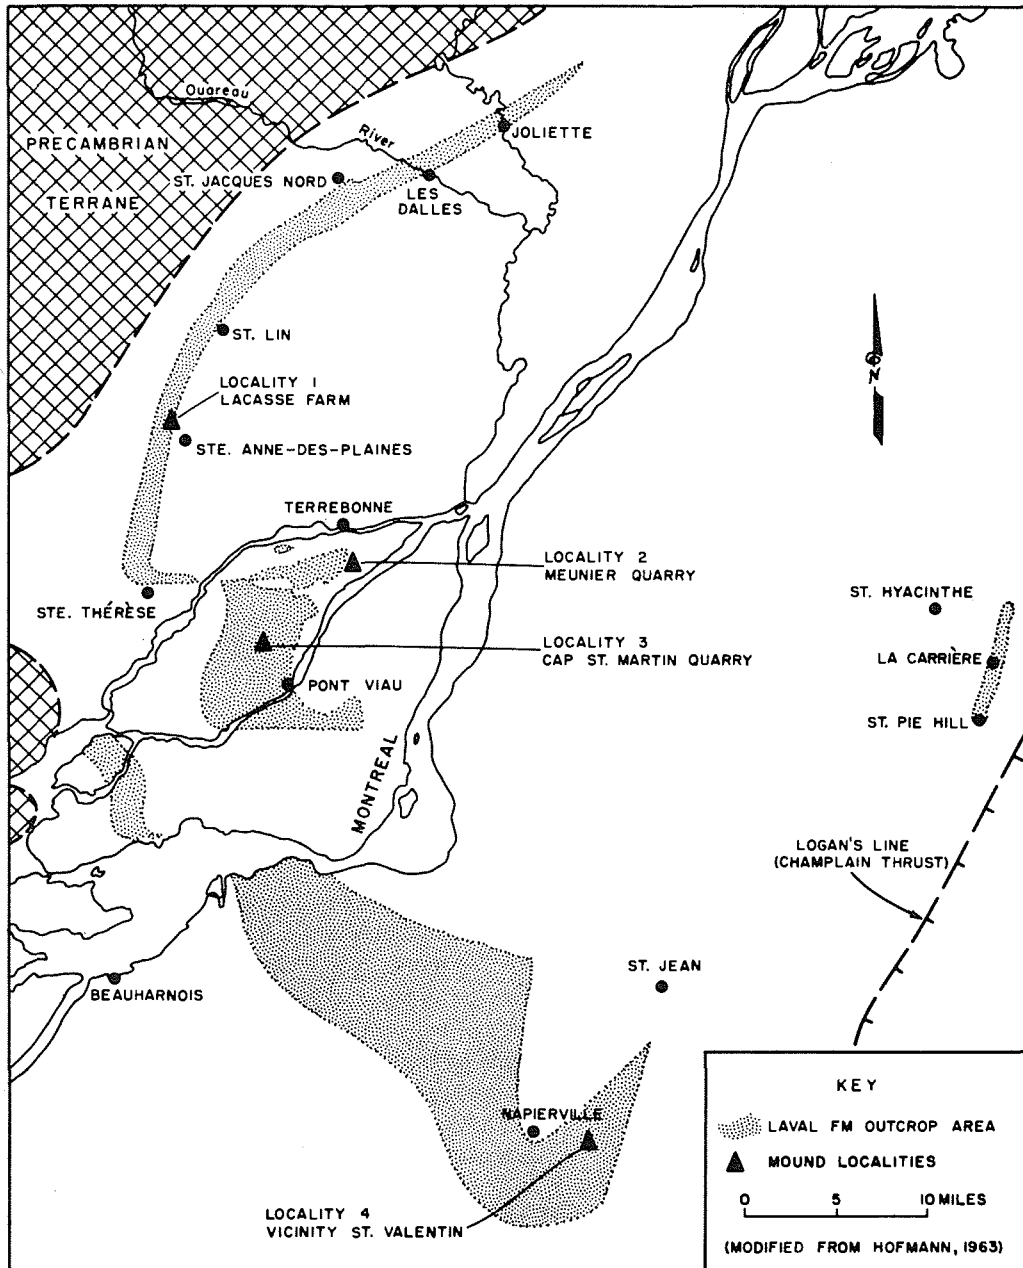 Ouareau
River
PRECAMBRIAN
TERRANE
JOLIETTE
ST. JACQUES NORD
LES
DALLES
ST. LIN
LOCALITY 1
LACASSE FARM
STE. ANNE-DES-PLAINES
N
TERREBONNE
LOCALITY 2
MEUNIER QUARRY
STE. THÉRÈSE
ST. HYACINTHE
LOCALITY 3
CAP ST. MARTIN QUARRY
LA CARRIÈRE
PONT VIAU
ST. PIE HILL
MONTREAL
LOGAN'S LINE
(CHAMPLAIN THRUST)
ST. JEAN
BEAUHARNOIS
NAPIERVILLE
LOCALITY 4
VICINITY ST. VALENTIN
KEY
LAVAL FM OUTCROP AREA
MOUND LOCALITIES
0 5 10 MILES
(MODIFIED FROM HOFMANN, 1963)